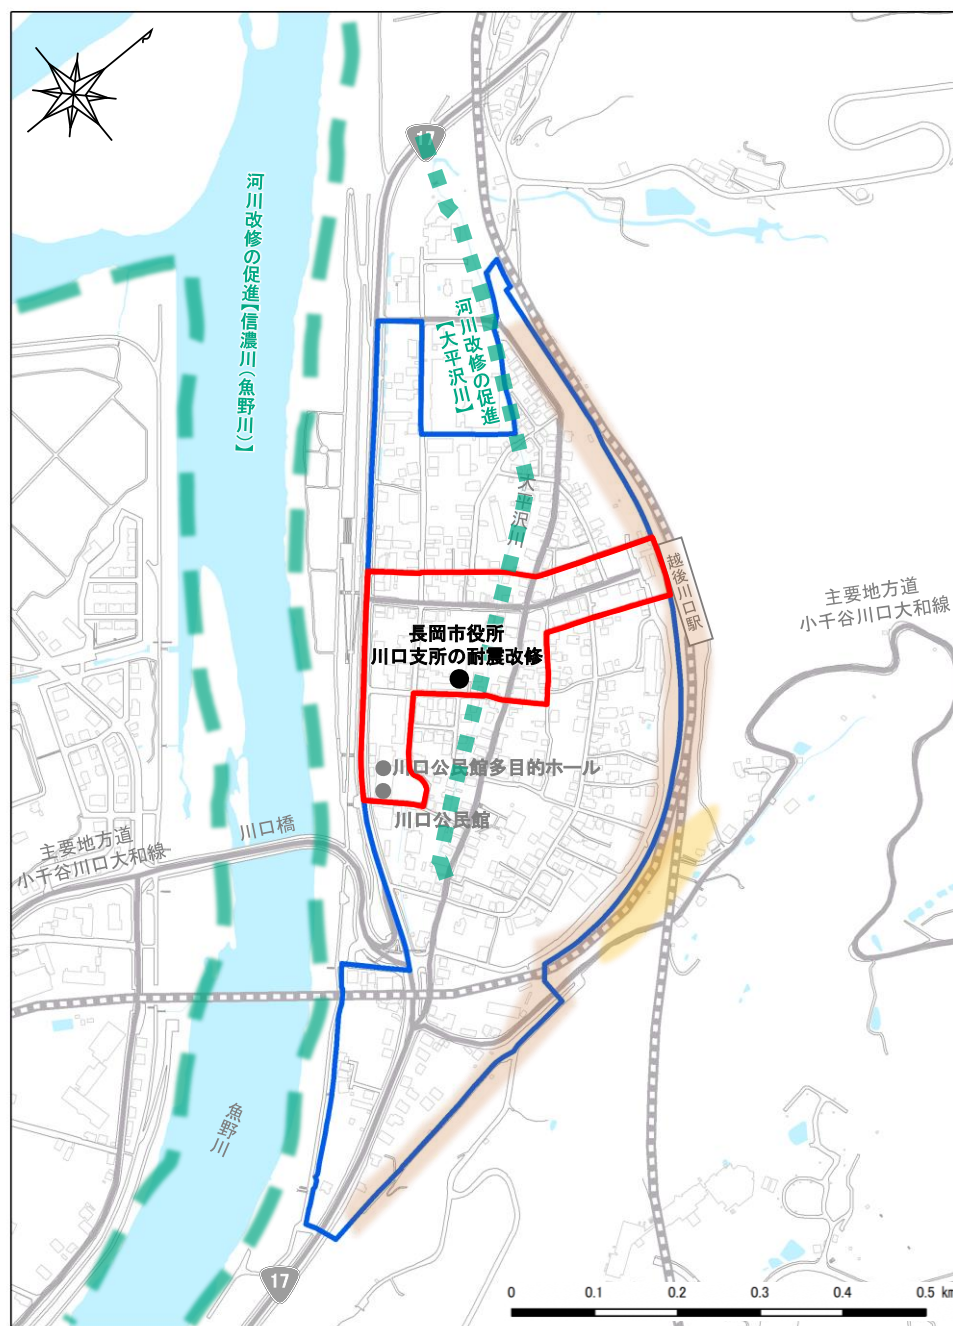 17
河川改修の促進【信濃川（魚野川）】
河川改修の促進
【大平沢川】
大平沢川
越後川口駅
主要地方道
小千谷川口大和線
長岡市役所
川口支所の耐震改修
川口公民館多目的ホール
川口公民館
川口橋
主要地方道
小千谷川口大和線
魚野川
17
0 0.1 0.2 0.3 0.4 0.5 km